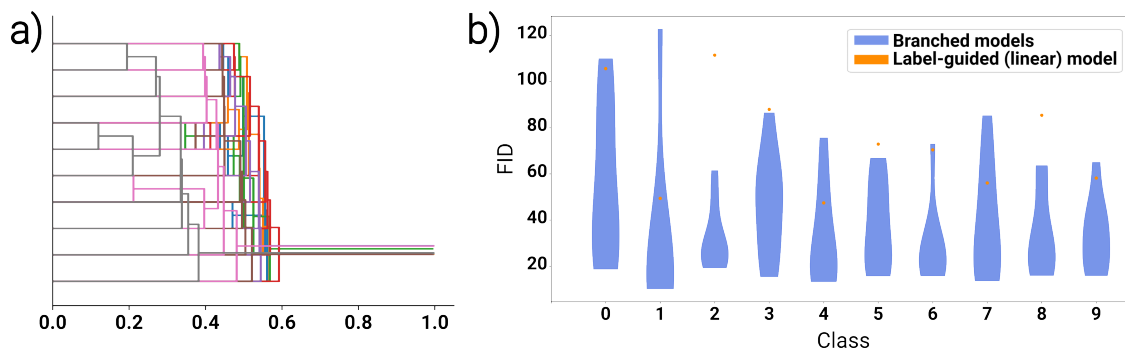 a)
0.0 0.2 0.4 0.6 0.8 1.0
b)
FID
120
100
80
60
40
20
Branched models
Label-guided (linear) model
0 1 2 3 4 5 6 7 8 9
Class